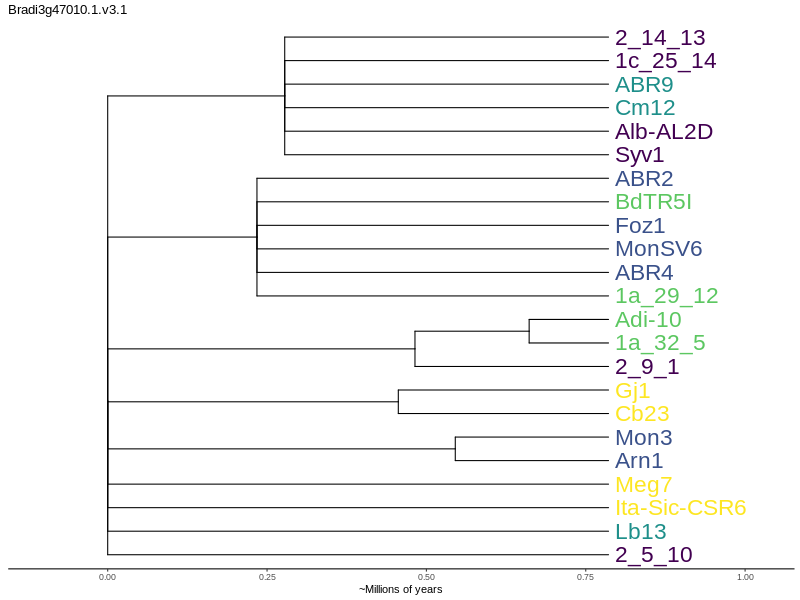 Bradi3g47010.1.v3.1
2_14_13
1c_25_14
ABR9
Cm12
Alb-AL2D
Syv1
ABR2
BdTR5I
Foz1
MonSV6
ABR4
1a_29_12
Adi-10
1a_32_5
2_9_1
Gj1
Cb23
Mon3
Arn1
Meg7
Ita-Sic-CSR6
Lb13
2_5_10
0.00 0.25 0.50 0.75 1.00
~Millions of years